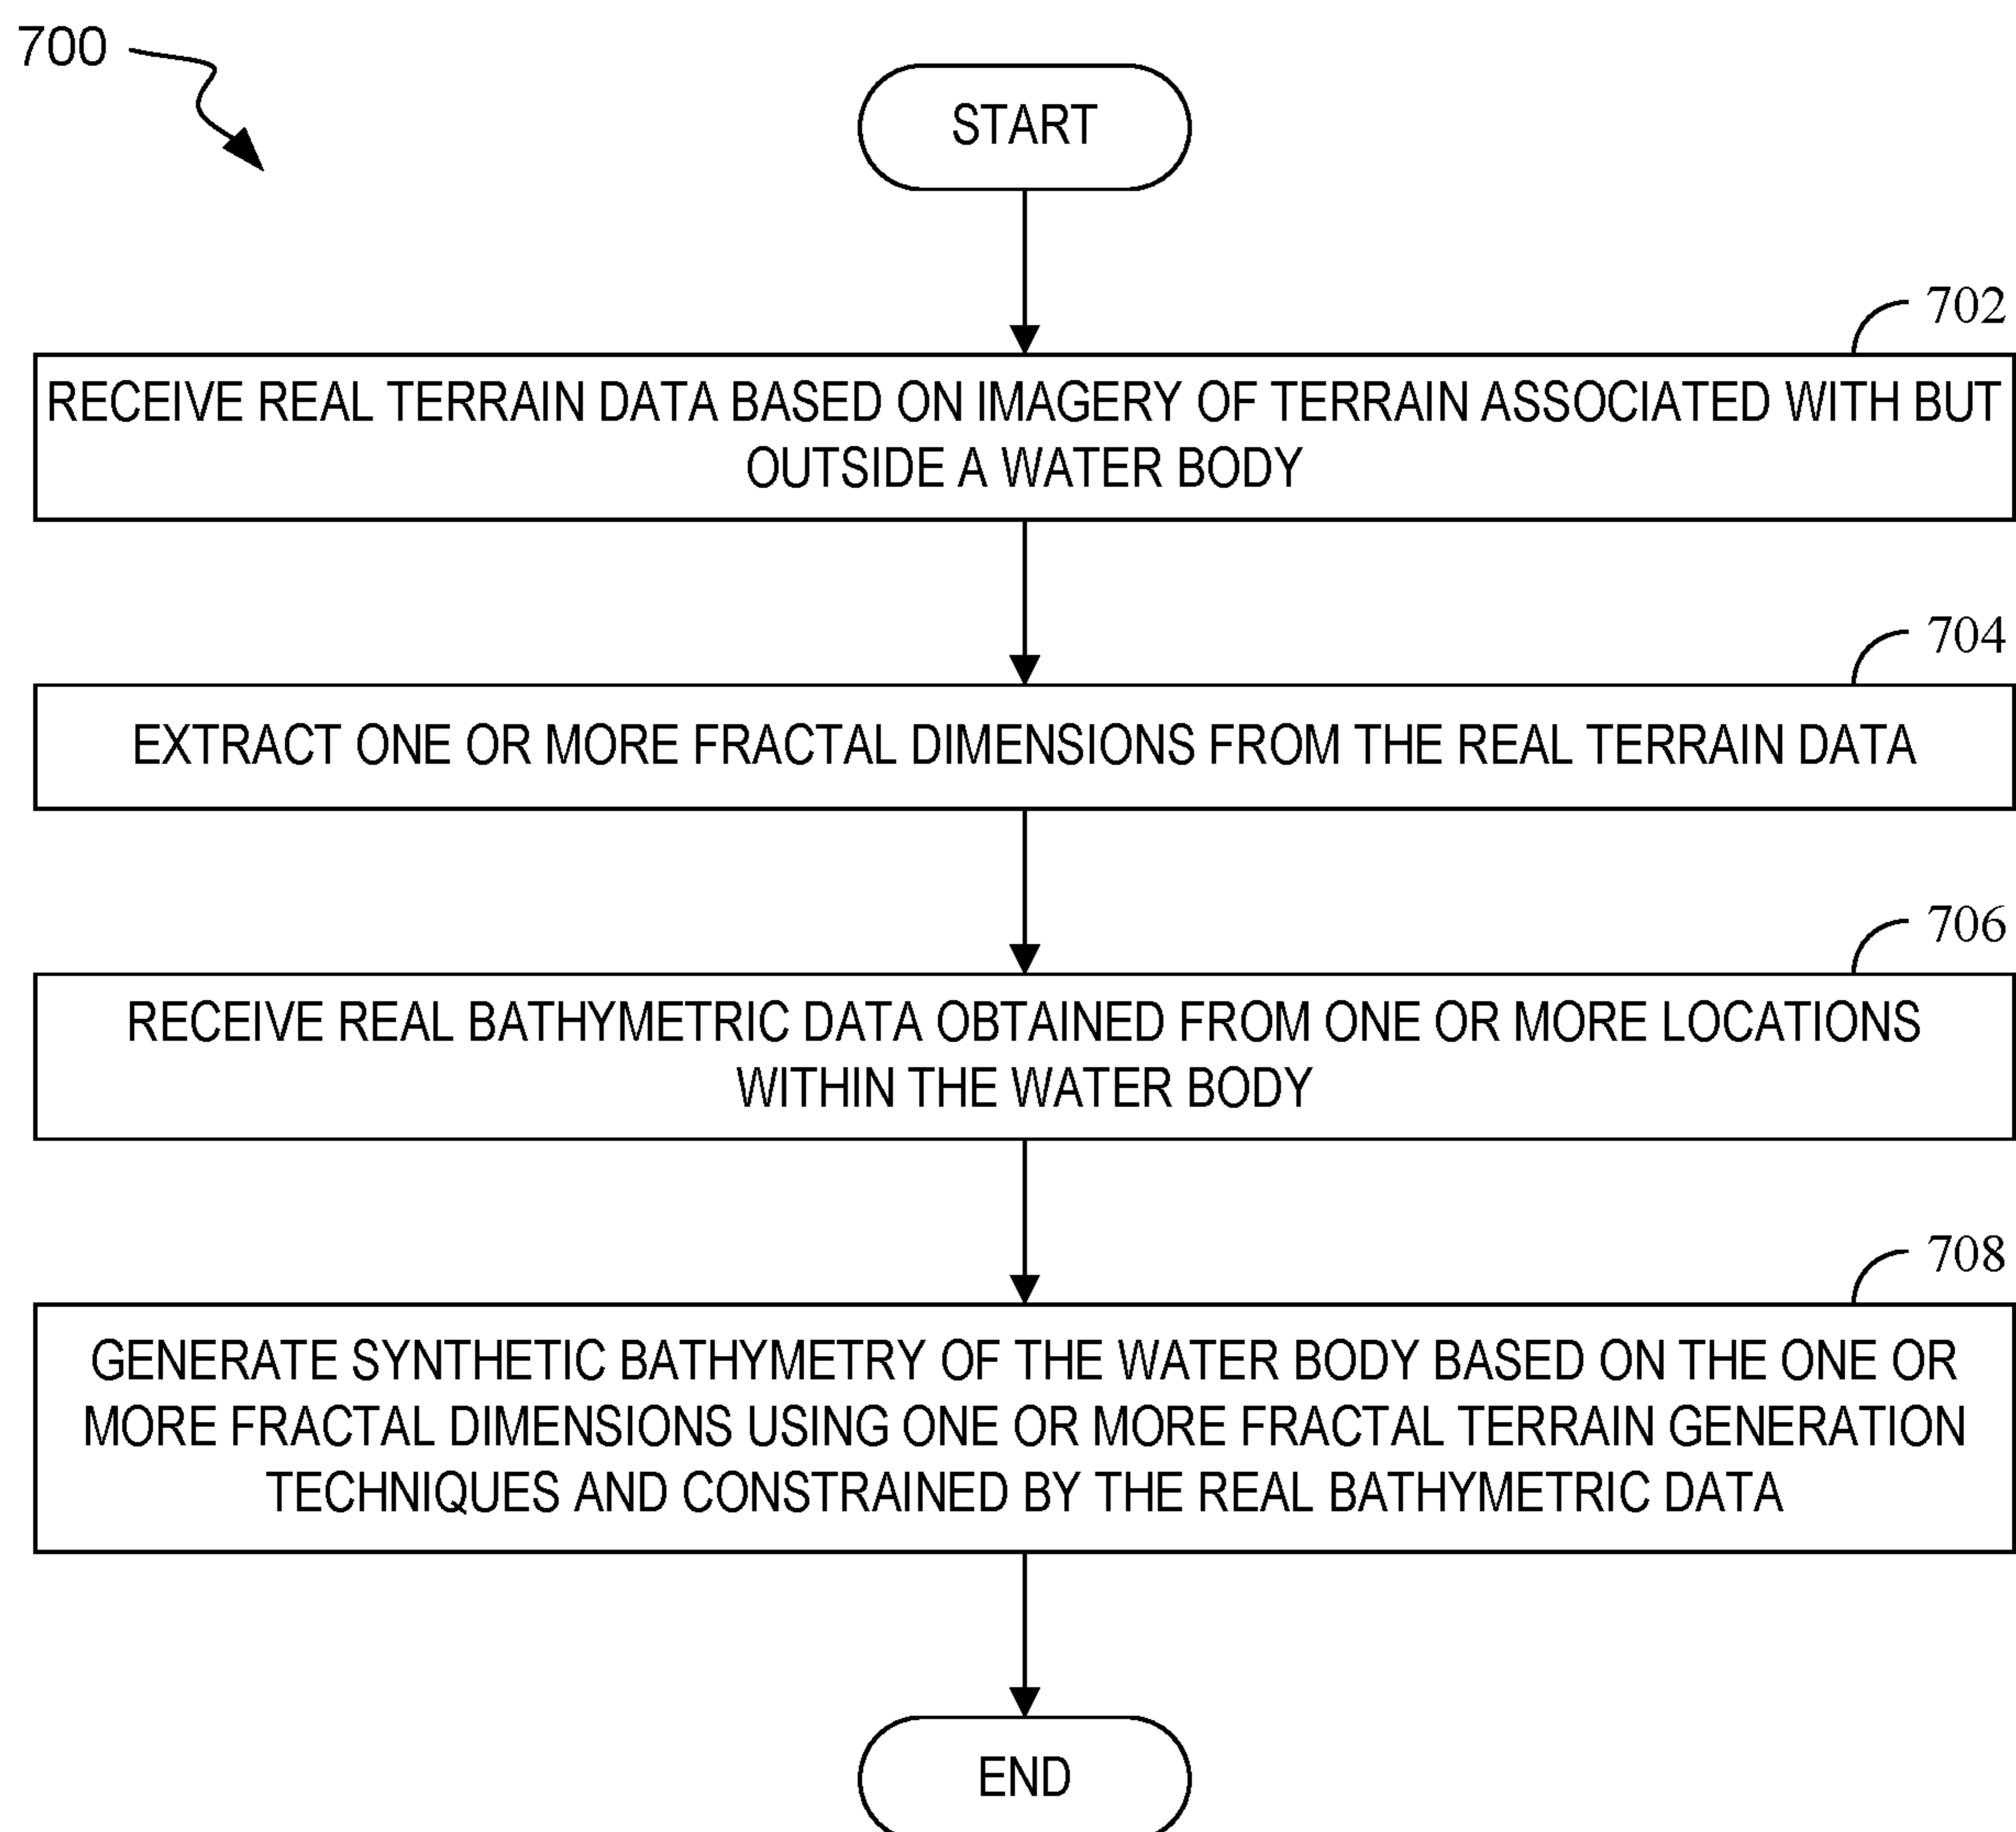 700
START
702
RECEIVE REAL TERRAIN DATA BASED ON IMAGERY OF TERRAIN ASSOCIATED WITH BUT
OUTSIDE A WATER BODY
704
EXTRACT ONE OR MORE FRACTAL DIMENSIONS FROM THE REAL TERRAIN DATA
706
RECEIVE REAL BATHYMETRIC DATA OBTAINED FROM ONE OR MORE LOCATIONS
WITHIN THE WATER BODY
708
GENERATE SYNTHETIC BATHYMETRY OF THE WATER BODY BASED ON THE ONE OR
MORE FRACTAL DIMENSIONS USING ONE OR MORE FRACTAL TERRAIN GENERATION
TECHNIQUES AND CONSTRAINED BY THE REAL BATHYMETRIC DATA
END